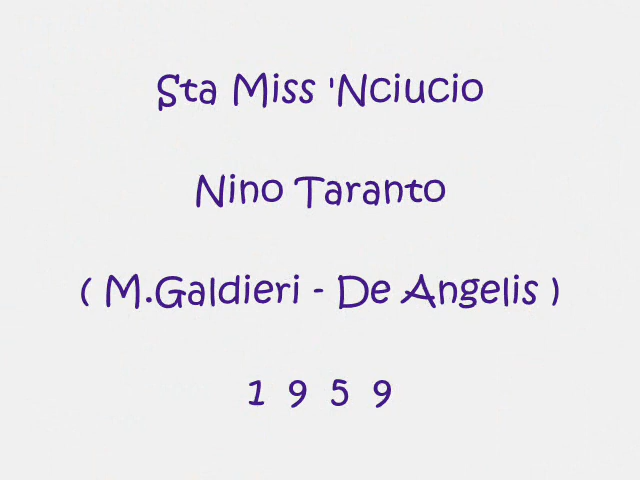 Sta Miss 'Nciucio
Nino Taranto
( M.Galdieri - De Angelis )
1 9 5 9